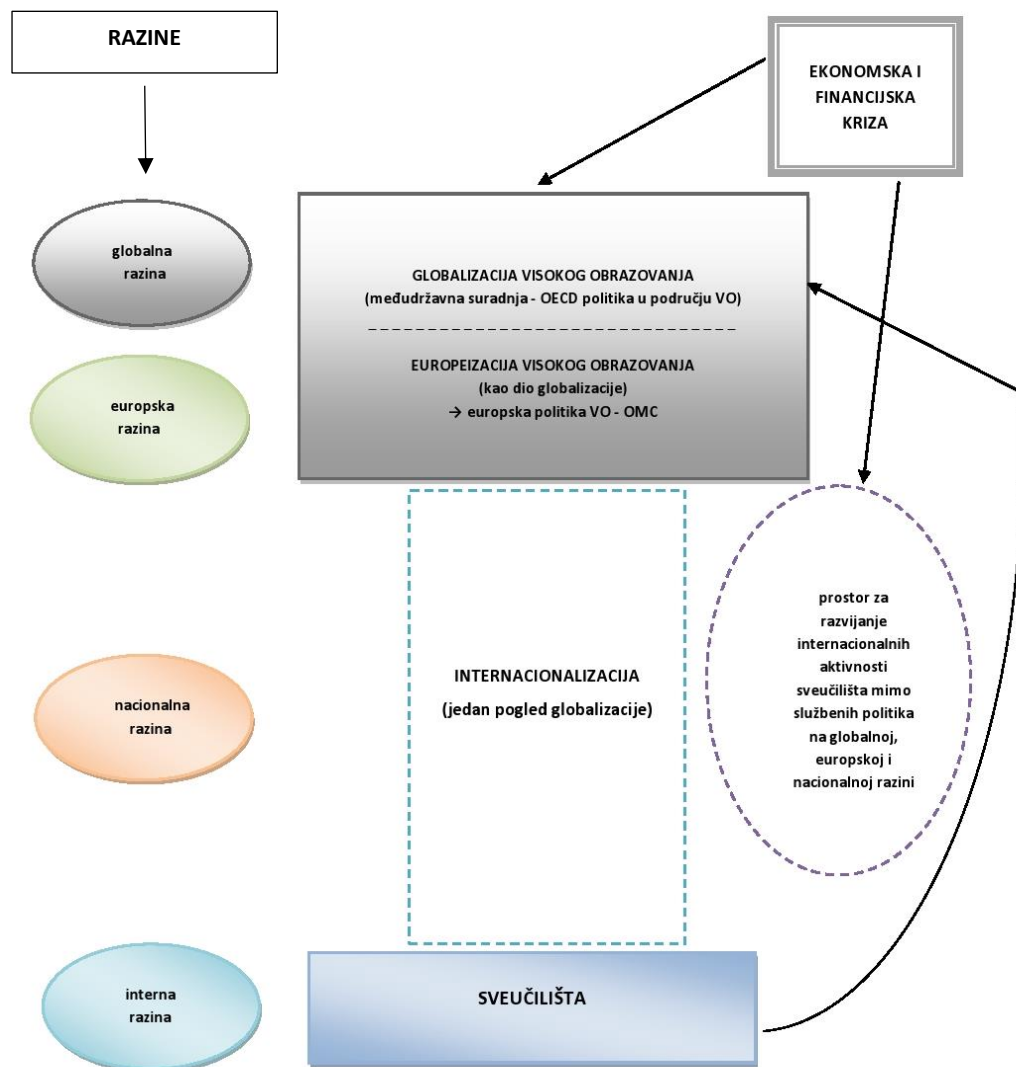 RAZINE
EKONOMSKA I
FINANCIJSKA
KRIZA
globalna
razina
GLOBALIZACIJA VISOKOG OBRAZOVANJA
(međudržavna suradnja - OECD politika u području VO)
EUROPEIZACIJA VISOKOG OBRAZOVANJA
(kao dio globalizacije)
→ europska politika VO - OMC
europska
razina
nacionalna
razina
INTERNACIONALIZACIJA
(jedan pogled globalizacije)
prostor za
razvijanje
internacionalnih
aktivnosti
sveučilišta mimo
službenih politika
na globalnoj,
europskoj i
nacionalnoj razini
interna
razina
SVEUČILIŠTA